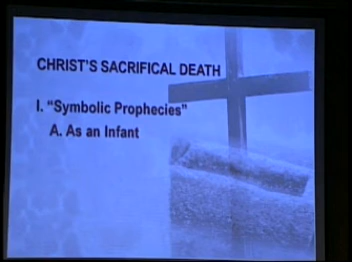 CHRIST'S SACRIFICAL DEATH
I. "Symbolic Prophecies"
A. As an Infant